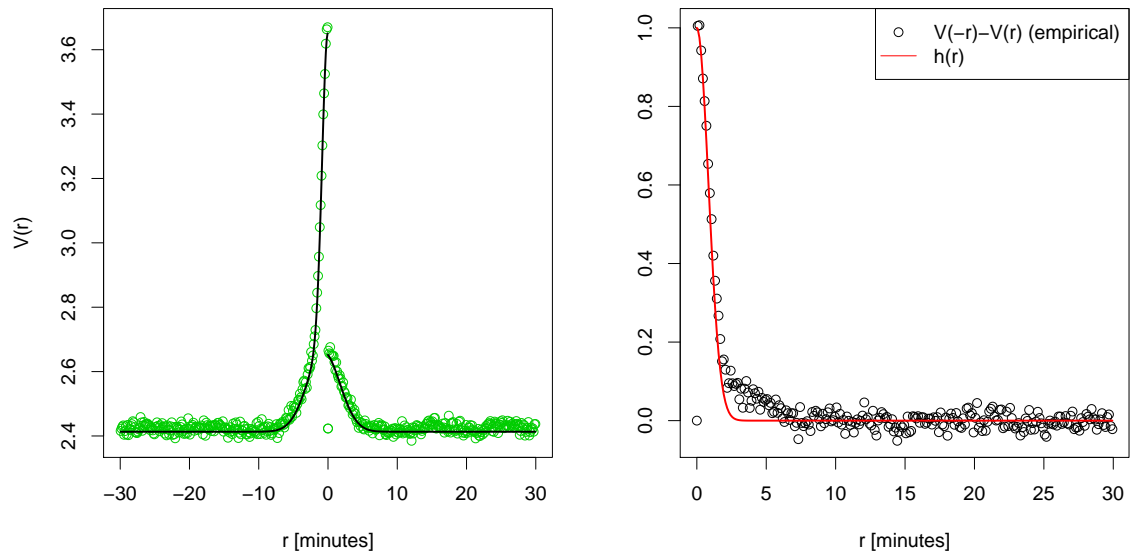 V(r)
3.6
3.4
3.2
3.0
2.8
2.6
2.4
−30 −20 −10 0 10 20 30
r [minutes]
V(−r)−V(r) (empirical)
h(r)
1.0
0.8
0.6
0.4
0.2
0.0
0 5 10 15 20 25 30
r [minutes]